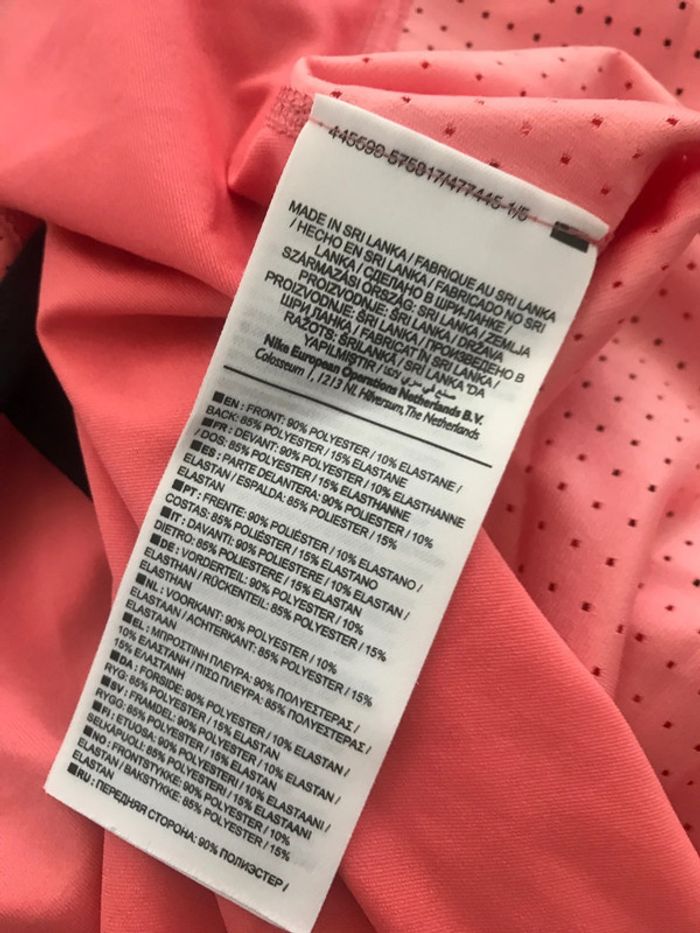 MADE IN SRI LANKA / FABRIQUE AU SRI LANKA
/ HECHO EN SRI LANKA / FABRICADO NO SRI
LANKA / СДЕЛАНО В ШРИ-ЛАНКЕ /
SZÁRMAZÁSI ORSZÁG: SRI LANKA / ZEMLJA
PROIZVODNJE: ŠRI LANKA / DRŽAVA
PROIZVODNJE: ŠRI LANKA / ПРОИЗВЕДЕНО В
ШРИ ЛАНКА / FABRICAT ÎN SRI LANKA /
RAŽOTS: ŠRILANKĀ / SRI LANKA 'DA
YAPILMIŞTIR / صنع في سري لانكا
Nike European Operations Netherlands B.V.
Colosseum 1, 1213 NL Hilversum, The Netherlands
EN : FRONT: 90% POLYESTER / 10% ELASTANE /
BACK: 85% POLYESTER / 15% ELASTANE
FR : DEVANT: 90% POLYESTER / 10% ELASTHANNE
/ DOS: 85% POLYESTER / 15% ELASTHANNE
ES : PARTE DELANTERA: 90% POLIESTER / 10%
ELASTAN / ESPALDA: 85% POLIESTER / 15%
ELASTAN
PT : FRENTE: 90% POLIÉSTER / 10% ELASTANO /
COSTAS: 85% POLIÉSTER / 15% ELASTANO
IT : DAVANTI: 90% POLIESTERE / 10% ELASTAN /
DIETRO: 85% POLIESTERE / 15% ELASTAN
DE : VORDERTEIL: 90% POLYESTER / 10%
ELASTHAN / RÜCKENTEIL: 85% POLYESTER / 15%
ELASTHAN
NL : VOORKANT: 90% POLYESTER / 10%
ELASTAAN / ACHTERKANT: 85% POLYESTER / 15%
ELASTAAN
EL : ΜΠΡΟΣΤΙΝΗ ΠΛΕΥΡΑ: 90% ΠΟΛΥΕΣΤΕΡΑΣ /
10% ΕΛΑΣΤΑΝΗ / ΠΙΣΩ ΠΛΕΥΡΑ: 85% ΠΟΛΥΕΣΤΕΡΑΣ /
15% ΕΛΑΣΤΑΝΗ
DA : FORSIDE: 90% POLYESTER / 10% ELASTAN /
RYG: 85% POLYESTER / 15% ELASTAN
SV : FRAMDEL: 90% POLYESTER / 10% ELASTAN /
RYGG: 85% POLYESTER / 15% ELASTAN
FI : ETUOSA: 90% POLYESTERI / 10% ELASTAANI /
SELKÄPUOLI: 85% POLYESTERI / 15% ELASTAANI
NO : FRONTSTYKKE: 90% POLYESTER / 10%
ELASTAN / BAKSTYKKE: 85% POLYESTER / 15%
ELASTAN
RU : ПЕРЕДНЯЯ СТОРОНА: 90% ПОЛИЭСТЕР /